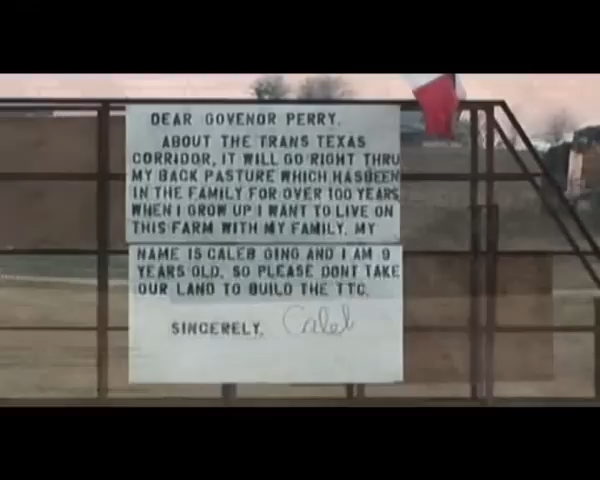 DEAR GOVENOR PERRY.
ABOUT THE TRANS TEXAS
CORRIDOR, IT WILL GO RIGHT THRU
MY BACK PASTURE WHICH HASBEEN
IN THE FAMILY FOR OVER 100 YEARS
WHEN I GROW UP I WANT TO LIVE ON
THIS FARM WITH MY FAMILY. MY
NAME IS CALEB GING AND I AM 9
YEARS OLD. SO PLEASE DONT TAKE
OUR LAND TO BUILD THE TTC.
SINCERELY, Caleb